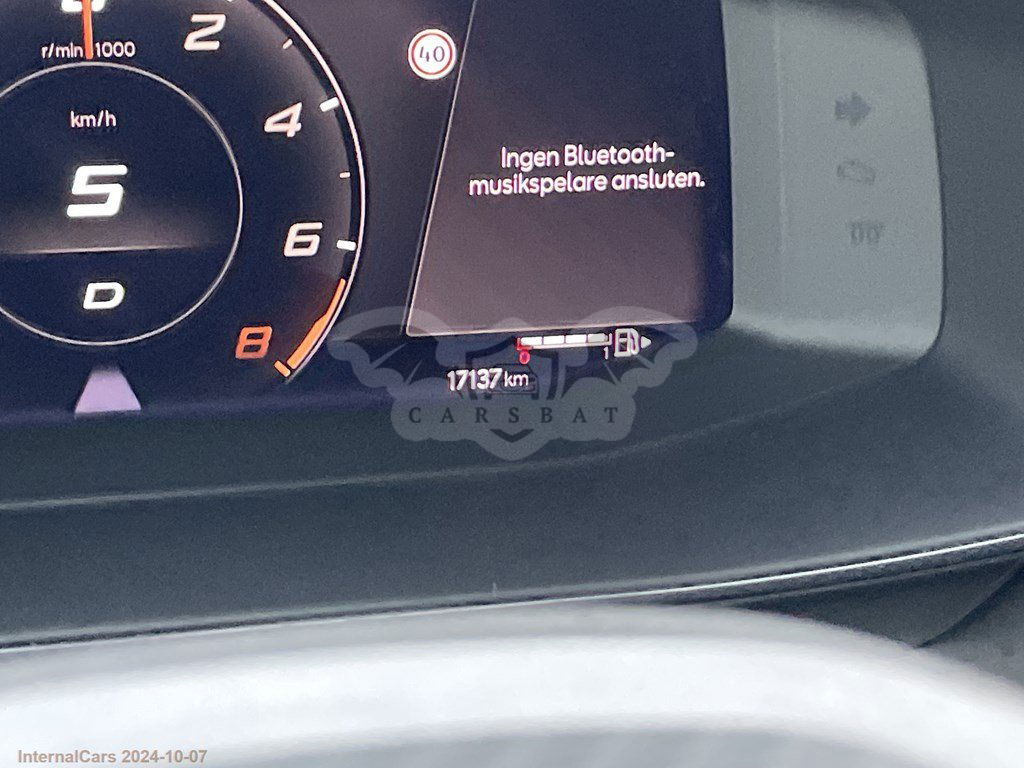 r/min 1000
2
40
km/h
4
Ingen Bluetooth-
musikspelare ansluten.
5
6
D
8
0
1
17137 km
CARSBAT
InternalCars 2024-10-07